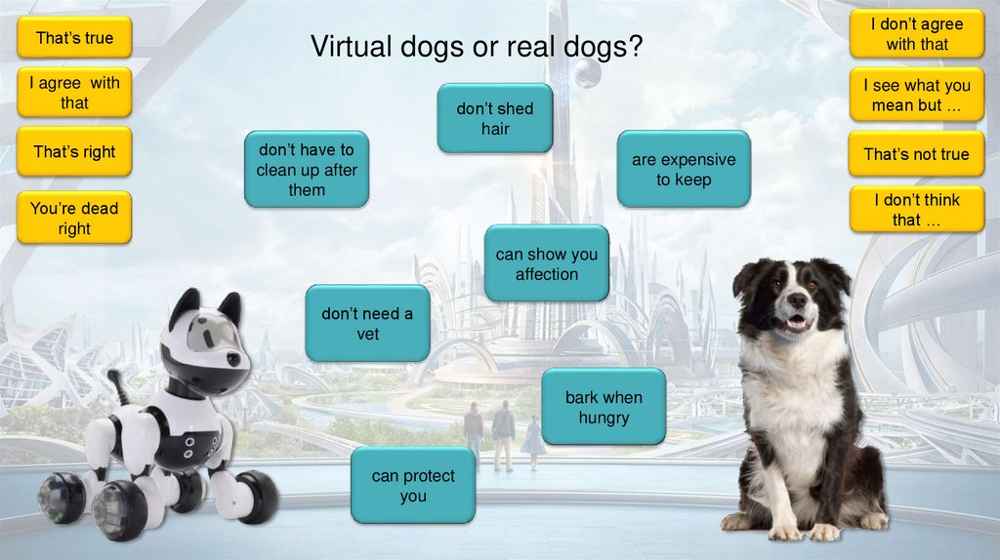 Virtual dogs or real dogs?
That’s true
I agree  with
that
That’s right
You’re dead
right
don’t shed
hair
don’t have to
clean up after
them
are expensive
to keep
can show you
affection
don’t need a
vet
bark when
hungry
can protect
you
I don’t agree
with that
I see what you
mean but …
That’s not true
I don’t think
that …